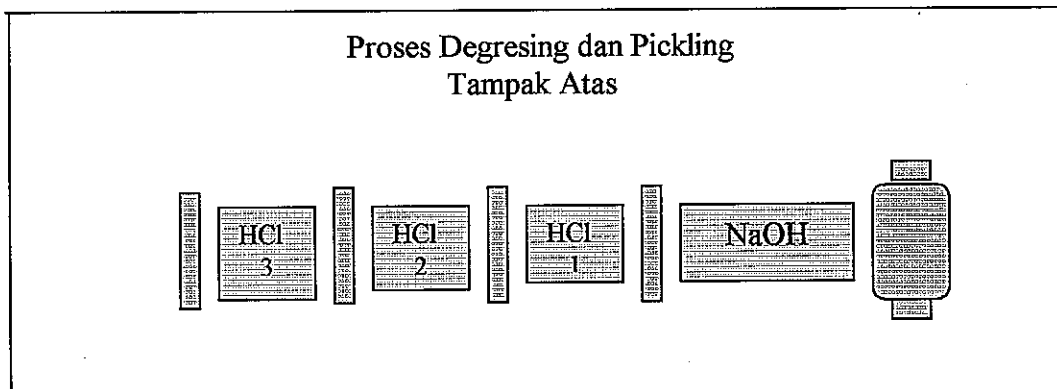 Proses Degresing dan Pickling
Tampak Atas
HCl
3
HCl
2
HCl
1
NaOH